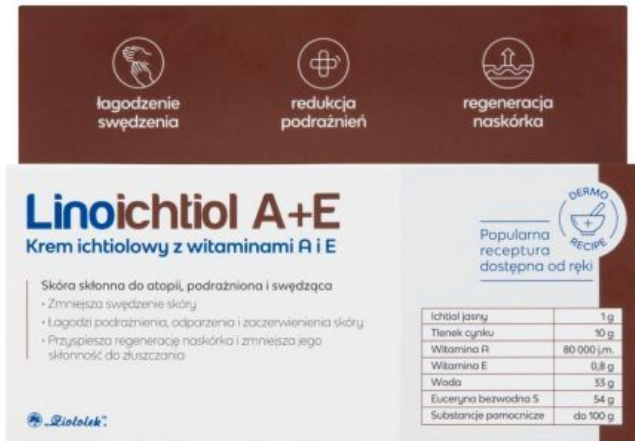 łagodzenie
swędzenia
redukcja
podrażnień
regeneracja
naskórka
Linoichtiol A+E
Krem ichtiolowy z witaminami A i E
Skóra skłonna do atopii, podrażniona i swędząca
• Zmniejsza swędzenie skóry
• Łagodzi podrażnienia, odparzenia i zaczerwienienia skóry
• Przyspiesza regenerację naskórka i zmniejsza jego
skłonność do złuszczania
„Ziołolek”
DERMO
RECIPE
Popularna
receptura
dostępna od ręki
Ichtiol jasny 1 g
Tlenek cynku 10 g
Witamina A 80 000 j.m.
Witamina E 0,8 g
Woda 33 g
Euceryna bezwodna S 54 g
Substancje pomocnicze do 100 g